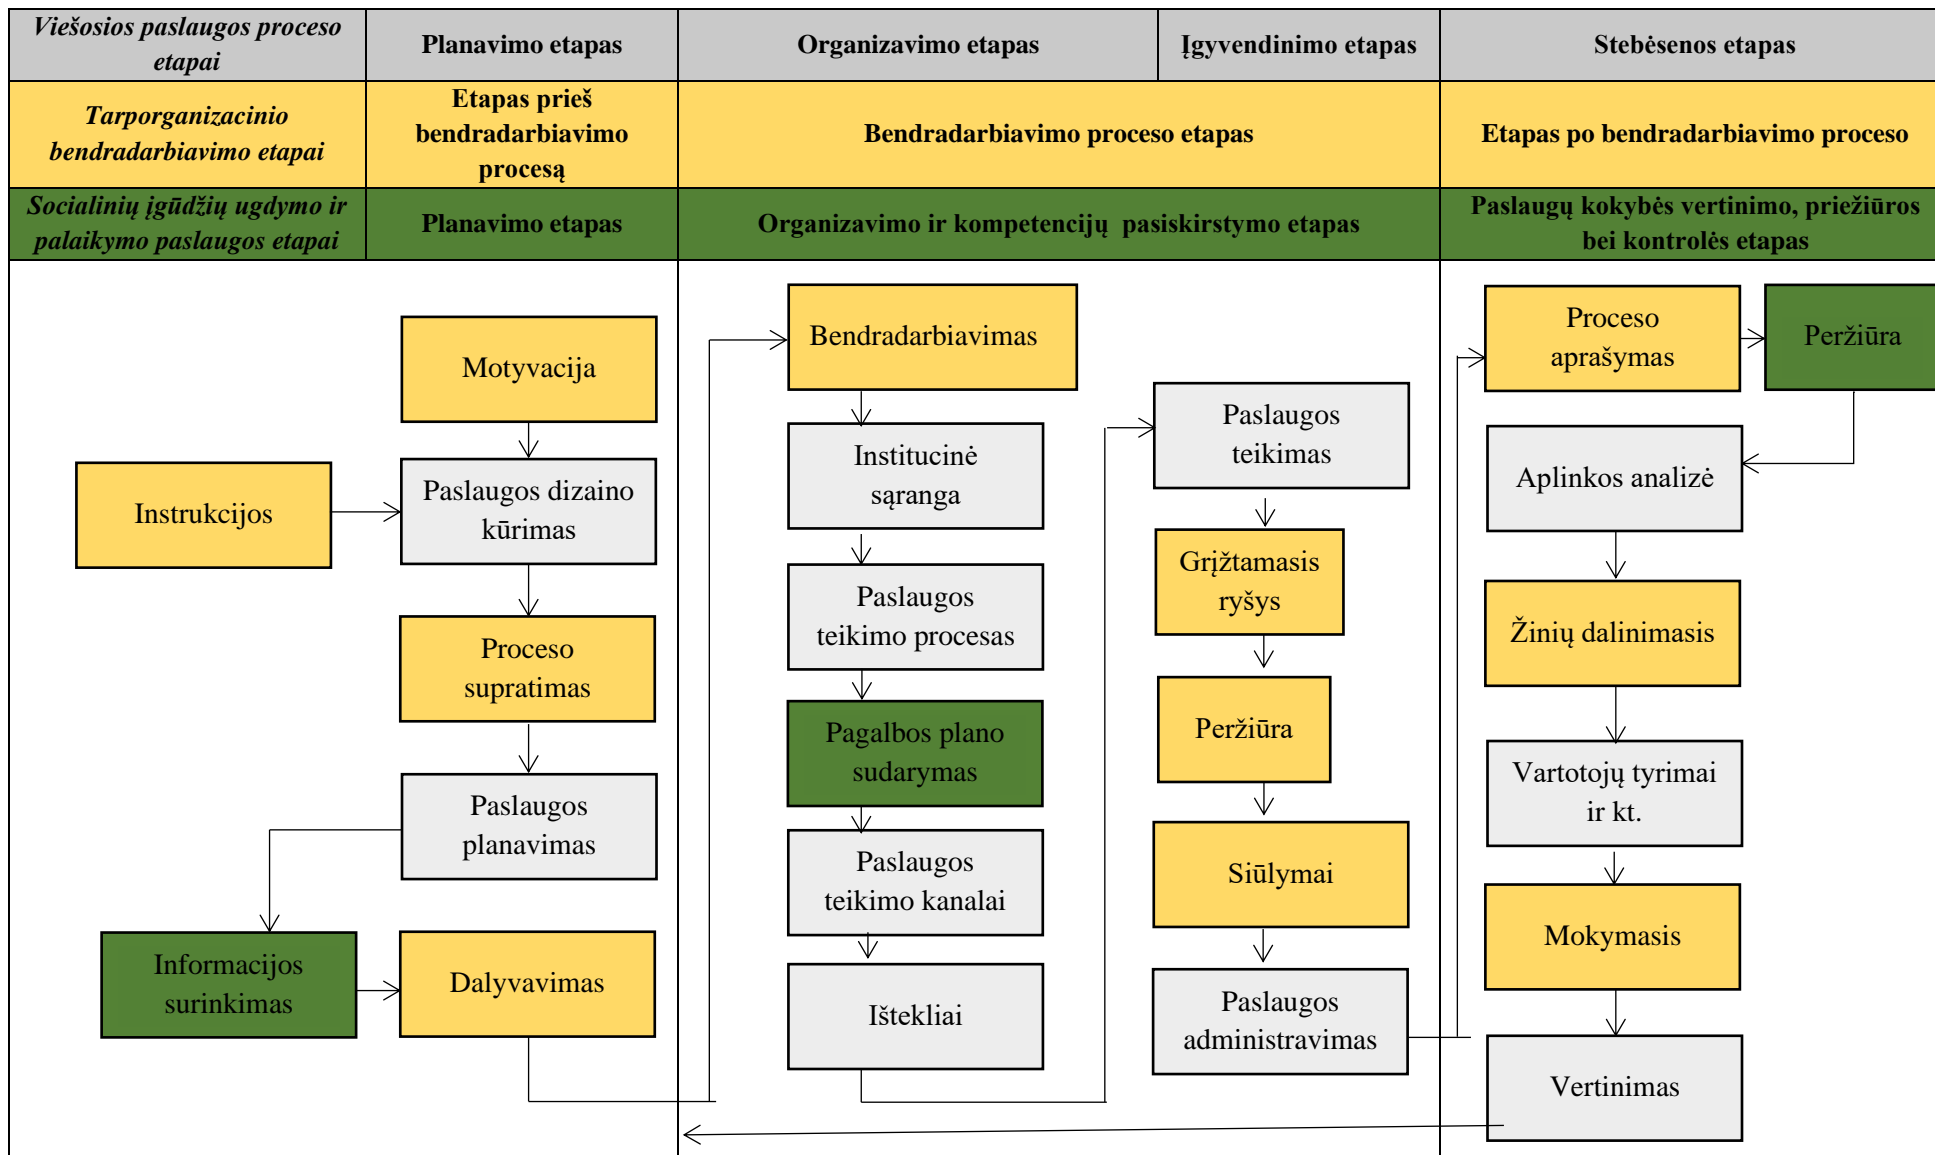 Viešosios paslaugos proceso
etapai
Planavimo etapas
Organizavimo etapas
Įgyvendinimo etapas
Stebėsenos etapas
Tarporganizacinio
bendradarbiavimo etapai
Etapas prieš
bendradarbiavimo
procesą
Bendradarbiavimo proceso etapas
Etapas po bendradarbiavimo proceso
Socialinių įgūdžių ugdymo ir
palaikymo paslaugos etapai
Planavimo etapas
Organizavimo ir kompetencijų pasiskirstymo etapas
Paslaugų kokybės vertinimo, priežiūros
bei kontrolės etapas
Motyvacija
Instrukcijos
Paslaugos dizaino
kūrimas
Proceso
supratimas
Paslaugos
planavimas
Informacijos
surinkimas
Dalyvavimas
Bendradarbiavimas
Institucinė
sąranga
Paslaugos
teikimo procesas
Pagalbos plano
sudarymas
Paslaugos
teikimo kanalai
Ištekliai
Paslaugos
teikimas
Grįžtamasis
ryšys
Peržiūra
Siūlymai
Paslaugos
administravimas
Proceso
aprašymas
Peržiūra
Aplinkos analizė
Žinių dalinimasis
Vartotojų tyrimai
ir kt.
Mokymasis
Vertinimas